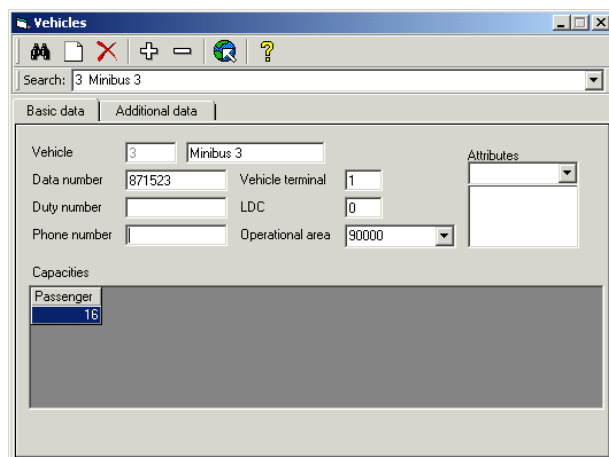 Vehicles
Search: 3 Minibus 3
Basic data Additional data
Vehicle 3 Minibus 3 Attributes
Data number 871523 Vehicle terminal 1
Duty number LDC 0
Phone number Operational area 90000
Capacities
Passenger
16